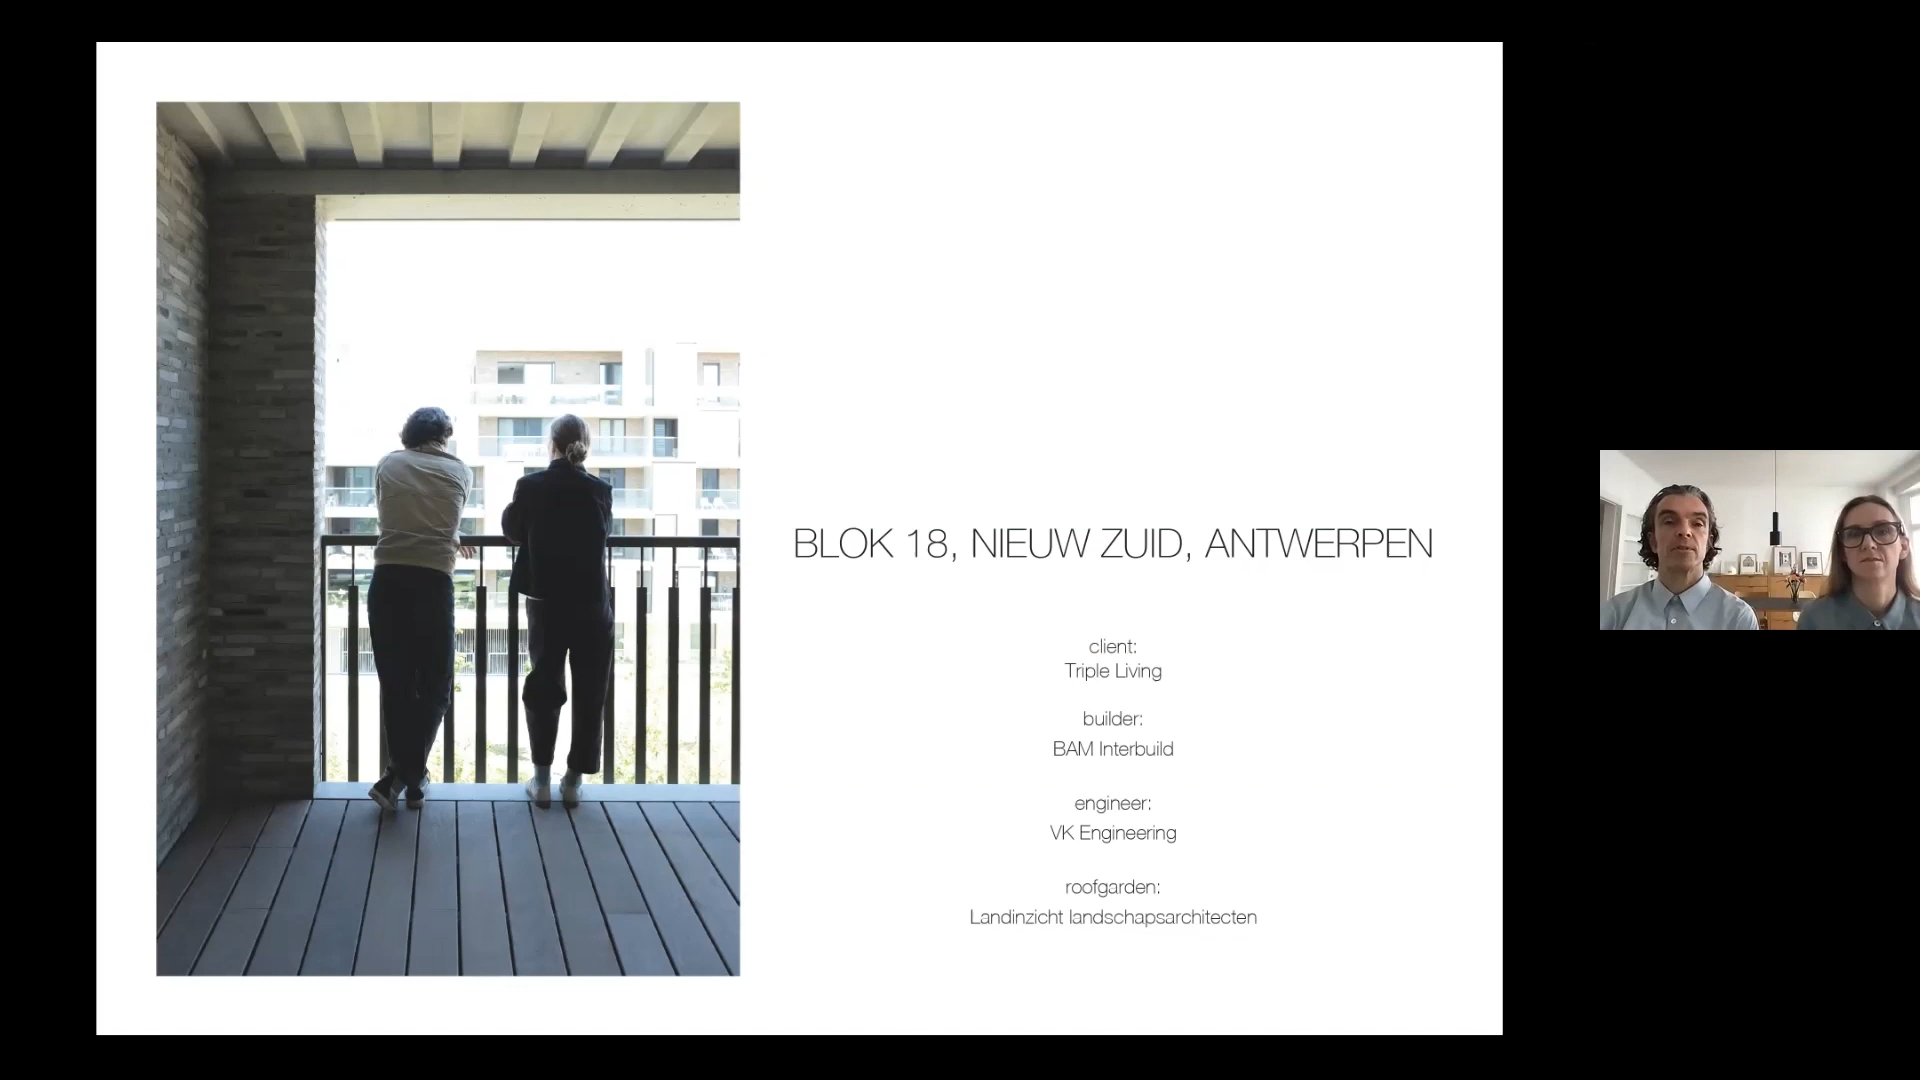 BLOK 18, NIEUW ZUID, ANTWERPEN
client:
Triple Living
builder:
BAM Interbuild
engineer:
VK Engineering
roofgarden:
Landinzicht landschapsarchitecten